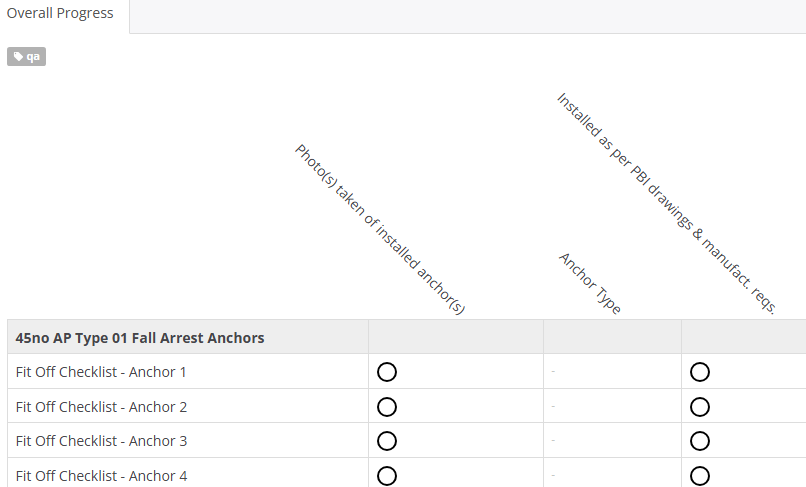 Overall Progress
qa
Photo(s) taken of installed anchor(s)
Anchor Type
Installed as per PBI drawings & manufact. reqs.
45no AP Type 01 Fall Arrest Anchors
Fit Off Checklist - Anchor 1
-
Fit Off Checklist - Anchor 2
-
Fit Off Checklist - Anchor 3
-
Fit Off Checklist - Anchor 4
-